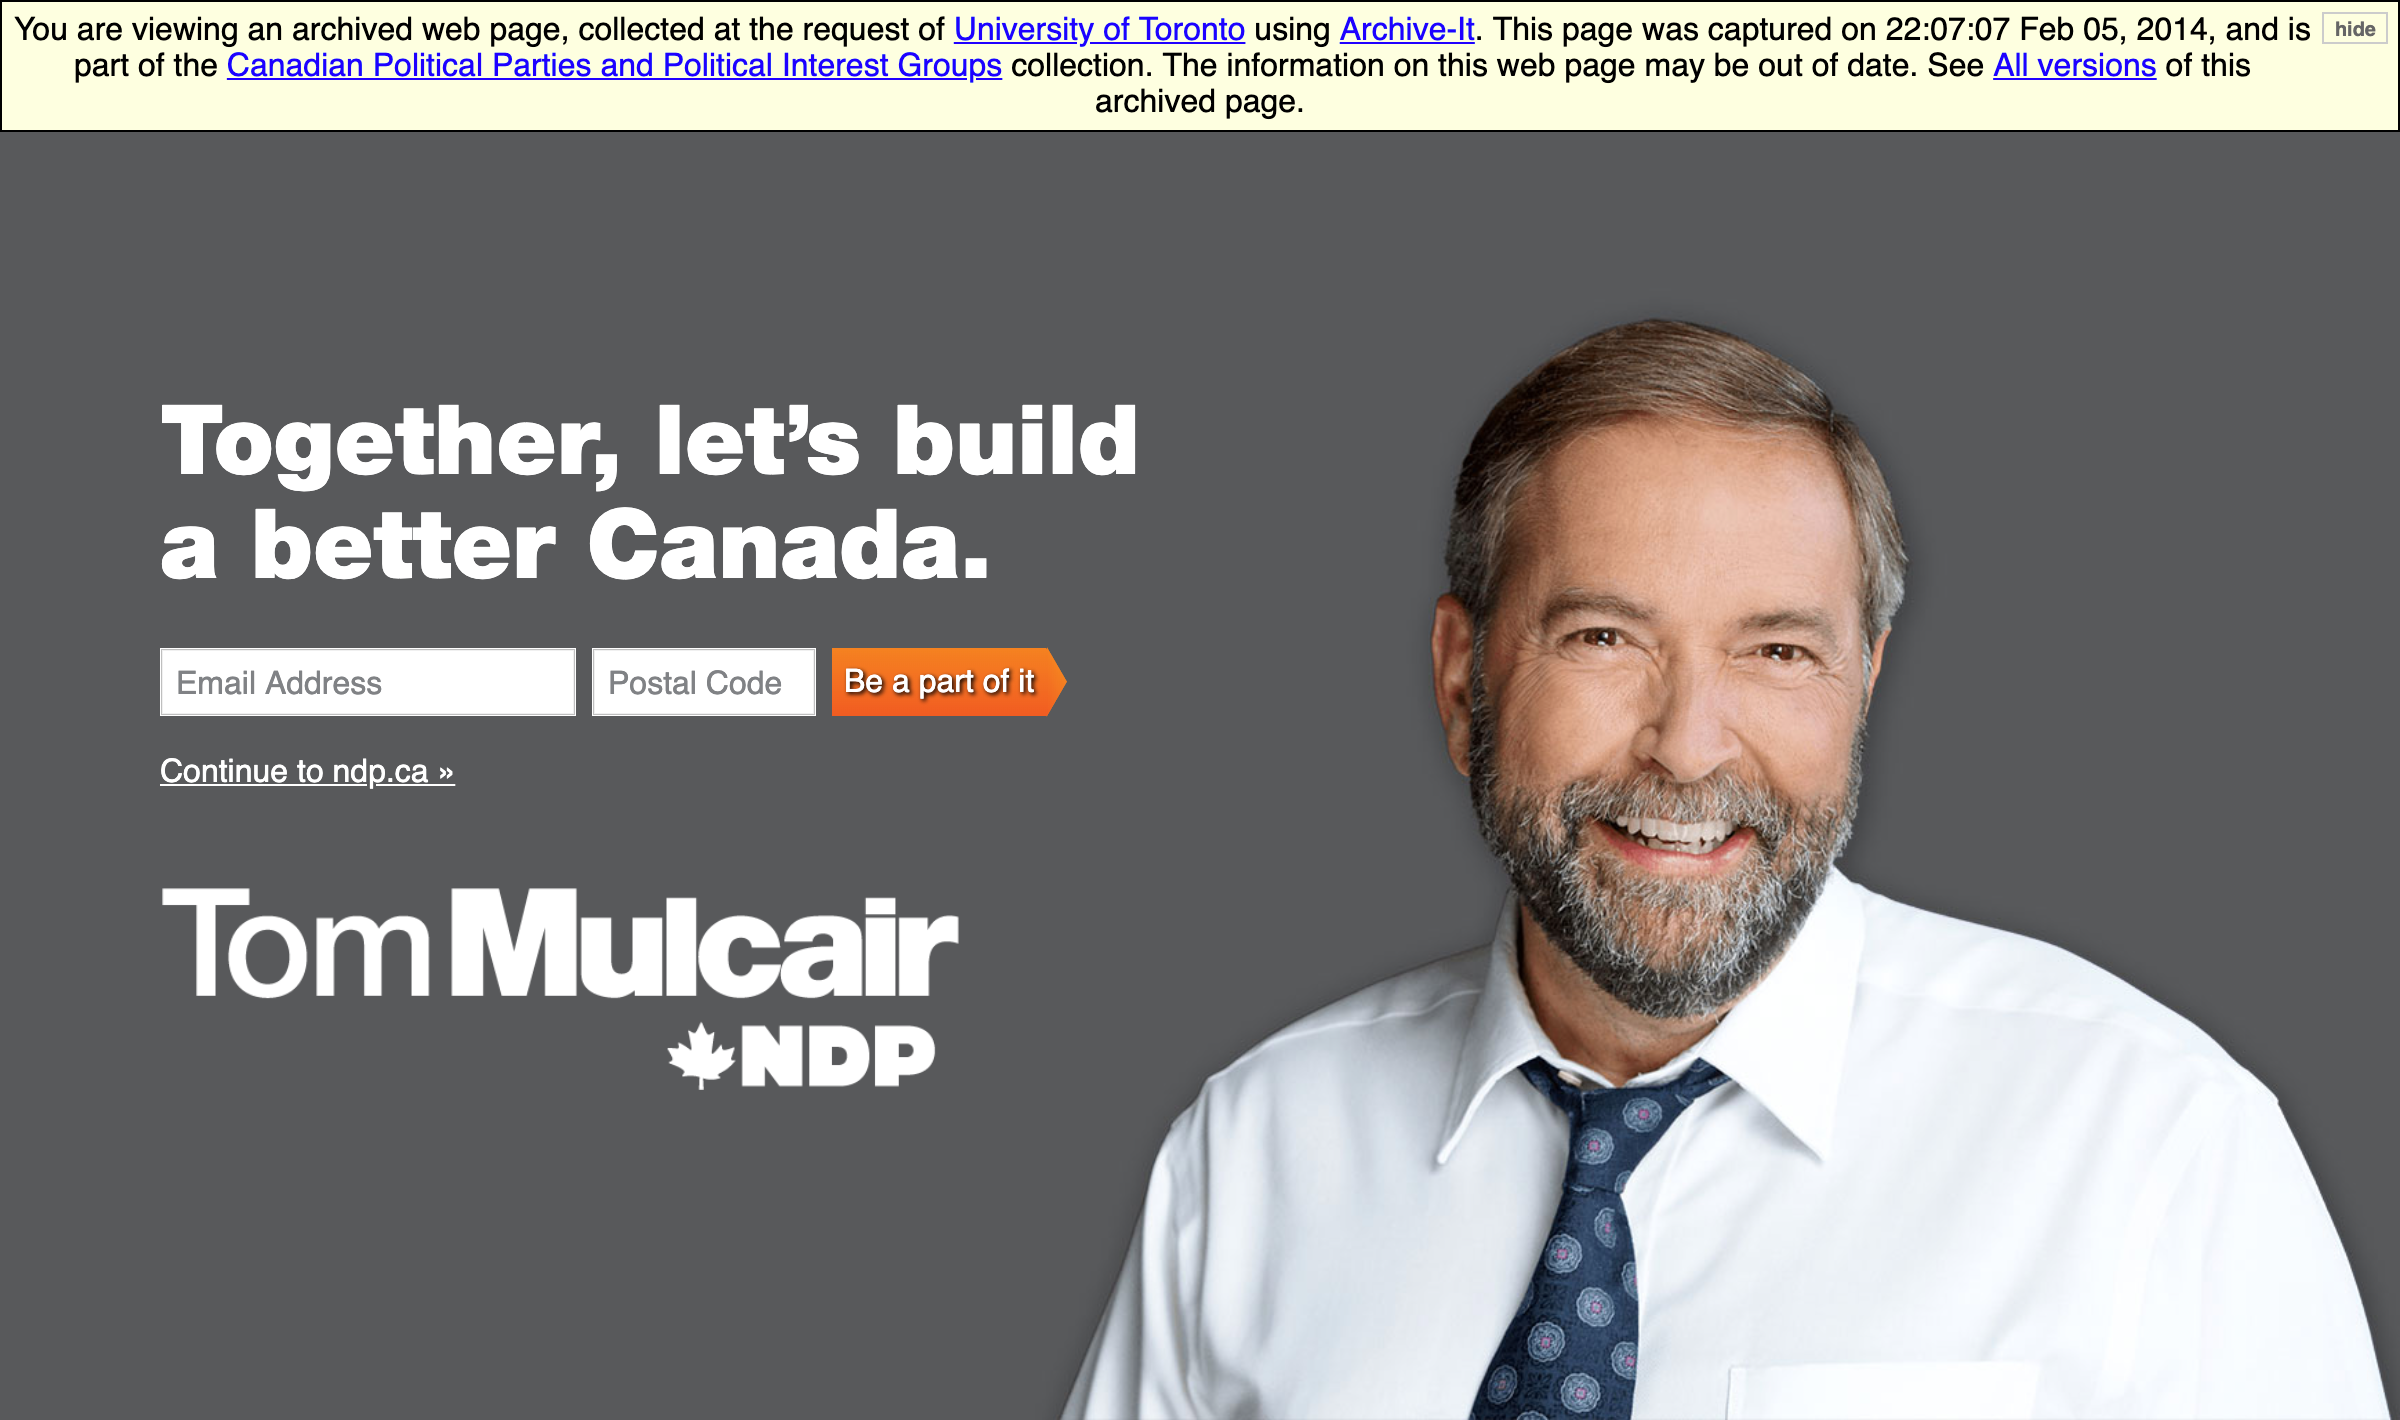 You are viewing an archived web page, collected at the request of University of Toronto using Archive-It. This page was captured on 22:07:07 Feb 05, 2014, and is
hide
part of the Canadian Political Parties and Political Interest Groups collection. The information on this web page may be out of date. See All versions of this
archived page.
Together, let’s build
a better Canada.
Email Address Postal Code Be a part of it
Continue to ndp.ca »
Tom Mulcair
NDP